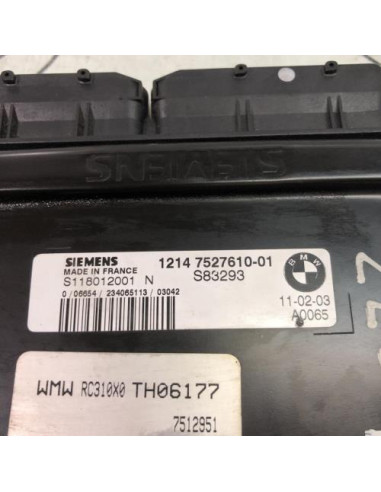 SIEMENS
SIEMENS 1214 7527610-01
MADE IN FRANCE
S118012001 N S83293
0 / 06654 / 234065113 / 03042
BMW
11-02-03
A0065
WMW RC310X0 TH06177
7512951